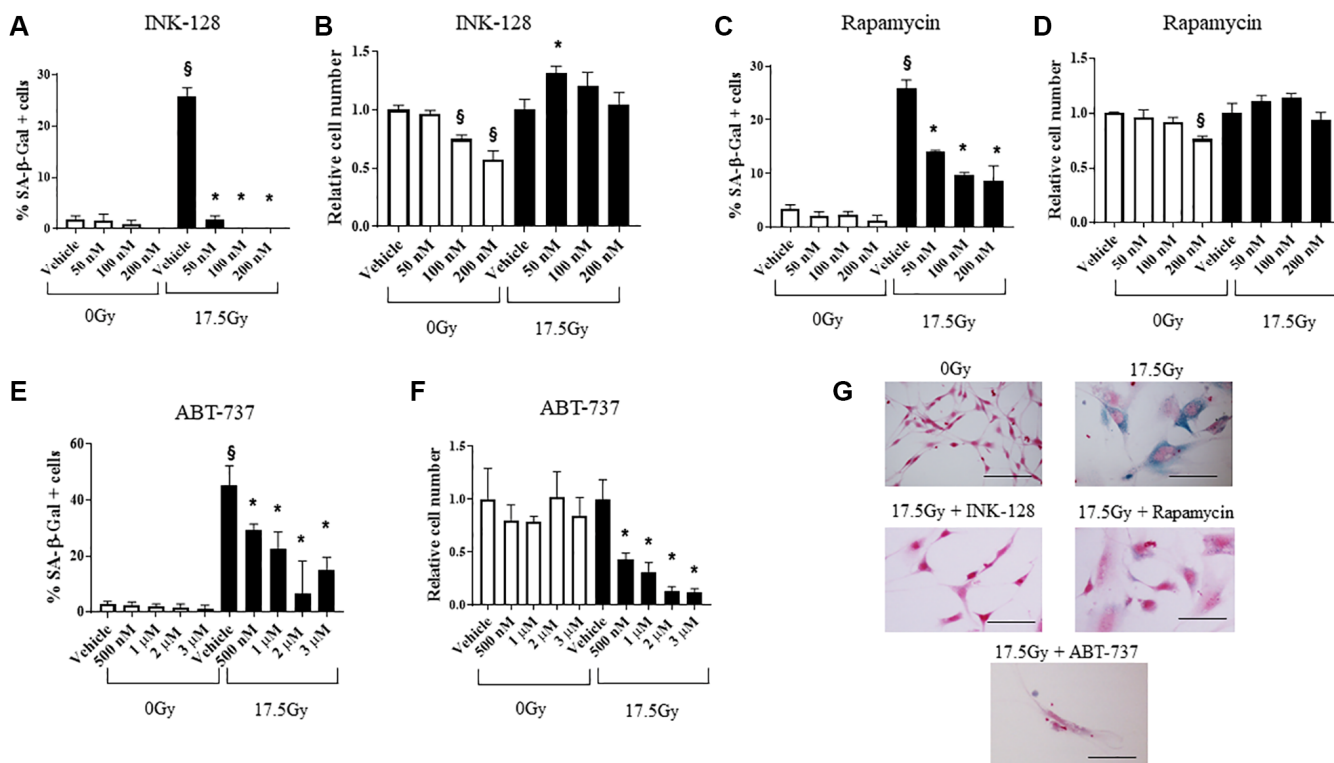 A
INK-128
% SA-β-Gal + cells
30
20
10
0
§
* * *
Vehicle 50 nM 100 nM 200 nM Vehicle 50 nM 100 nM 200 nM
0Gy 17.5Gy
B
INK-128
Relative cell number
1.5
1.0
0.5
0.0
§ § *
Vehicle 50 nM 100 nM 200 nM Vehicle 50 nM 100 nM 200 nM
0Gy 17.5Gy
C
Rapamycin
% SA-β-Gal + cells
30
20
10
0
§
* * *
Vehicle 50 nM 100 nM 200 nM Vehicle 50 nM 100 nM 200 nM
0Gy 17.5Gy
D
Rapamycin
Relative cell number
1.5
1.0
0.5
0.0
§
Vehicle 50 nM 100 nM 200 nM Vehicle 50 nM 100 nM 200 nM
0Gy 17.5Gy
E
ABT-737
% SA-β-Gal + cells
60
40
20
0
§
* * * *
Vehicle 500 nM 1 μM 2 μM 3 μM Vehicle 500 nM 1 μM 2 μM 3 μM
0Gy 17.5Gy
F
ABT-737
Relative cell number
1.5
1.0
0.5
0.0
* * * *
Vehicle 500 nM 1 μM 2 μM 3 μM Vehicle 500 nM 1 μM 2 μM 3 μM
0Gy 17.5Gy
G
0Gy 17.5Gy
17.5Gy + INK-128 17.5Gy + Rapamycin
17.5Gy + ABT-737